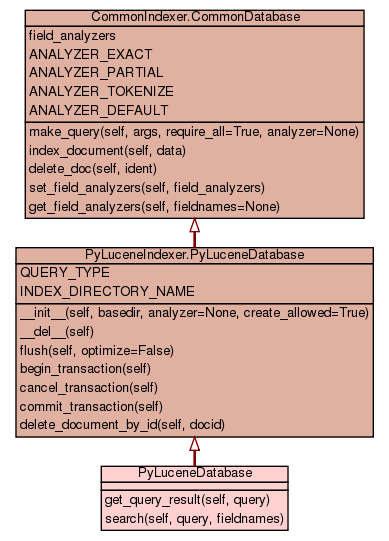 CommonIndexer.CommonDatabase
field_analyzers
ANALYZER_EXACT
ANALYZER_PARTIAL
ANALYZER_TOKENIZE
ANALYZER_DEFAULT
make_query(self, args, require_all=True, analyzer=None)
index_document(self, data)
delete_doc(self, ident)
set_field_analyzers(self, field_analyzers)
get_field_analyzers(self, fieldnames=None)
PyLuceneIndexer.PyLuceneDatabase
QUERY_TYPE
INDEX_DIRECTORY_NAME
__init__(self, basedir, analyzer=None, create_allowed=True)
__del__(self)
flush(self, optimize=False)
begin_transaction(self)
cancel_transaction(self)
commit_transaction(self)
delete_document_by_id(self, docid)
PyLuceneDatabase
get_query_result(self, query)
search(self, query, fieldnames)